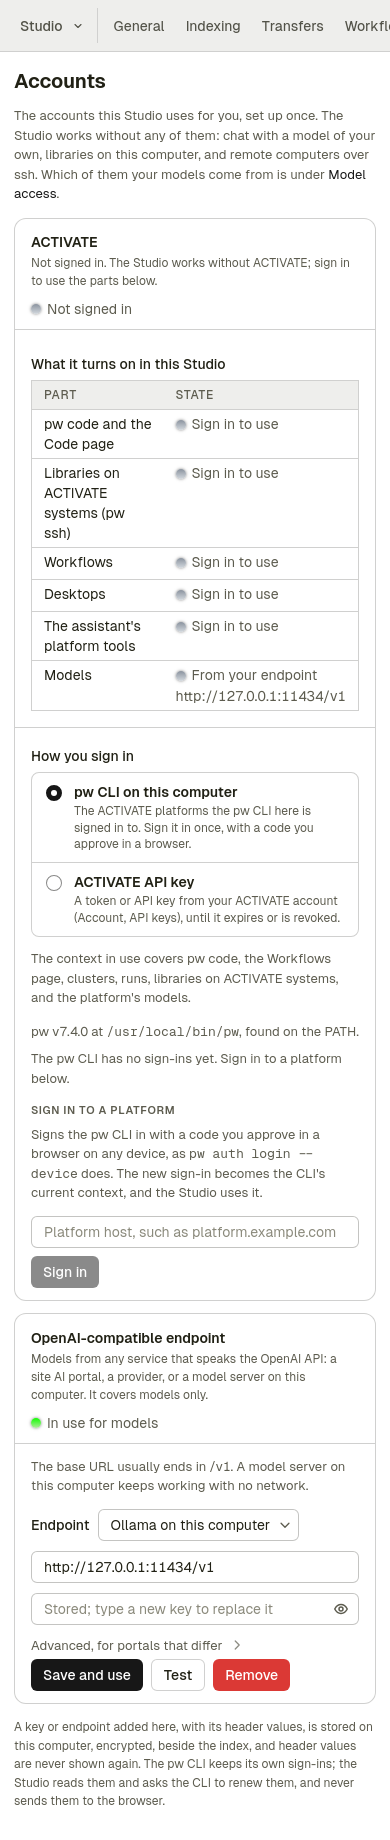 Studio General Indexing Transfers
Accounts
The accounts this Studio uses for you, set up once. The
Studio works without any of them: chat with a model of your
own, libraries on this computer, and remote computers over
ssh. Which of them your models come from is under Model
access.
ACTIVATE
Not signed in. The Studio works without ACTIVATE; sign in
to use the parts below.
Not signed in
What it turns on in this Studio
PART STATE
pw code and the
Code page
Sign in to use
Libraries on
ACTIVATE
systems (pw
ssh)
Sign in to use
Workflows Sign in to use
Desktops Sign in to use
The assistant's
platform tools
Sign in to use
Models From your endpoint
http://127.0.0.1:11434/v1
How you sign in
pw CLI on this computer
The ACTIVATE platforms the pw CLI here is
signed in to. Sign it in once, with a code you
approve in a browser.
ACTIVATE API key
A token or API key from your ACTIVATE account
(Account, API keys), until it expires or is revoked.
The context in use covers pw code, the Workflows
page, clusters, runs, libraries on ACTIVATE systems,
and the platform's models.
pw v7.4.0 at /usr/local/bin/pw, found on the PATH.
The pw CLI has no sign-ins yet. Sign in to a platform
below.
SIGN IN TO A PLATFORM
Signs the pw CLI in with a code you approve in a
browser on any device, as pw auth login --
device does. The new sign-in becomes the CLI's
current context, and the Studio uses it.
Platform host, such as platform.example.com
Sign in
OpenAI-compatible endpoint
Models from any service that speaks the OpenAI API: a
site AI portal, a provider, or a model server on this
computer. It covers models only.
In use for models
The base URL usually ends in /v1. A model server on
this computer keeps working with no network.
Endpoint Ollama on this computer
http://127.0.0.1:11434/v1
Stored; type a new key to replace it
Advanced, for portals that differ
Save and use Test Remove
A key or endpoint added here, with its header values, is stored on
this computer, encrypted, beside the index, and header values
are never shown again. The pw CLI keeps its own sign-ins; the
Studio reads them and asks the CLI to renew them, and never
sends them to the browser.